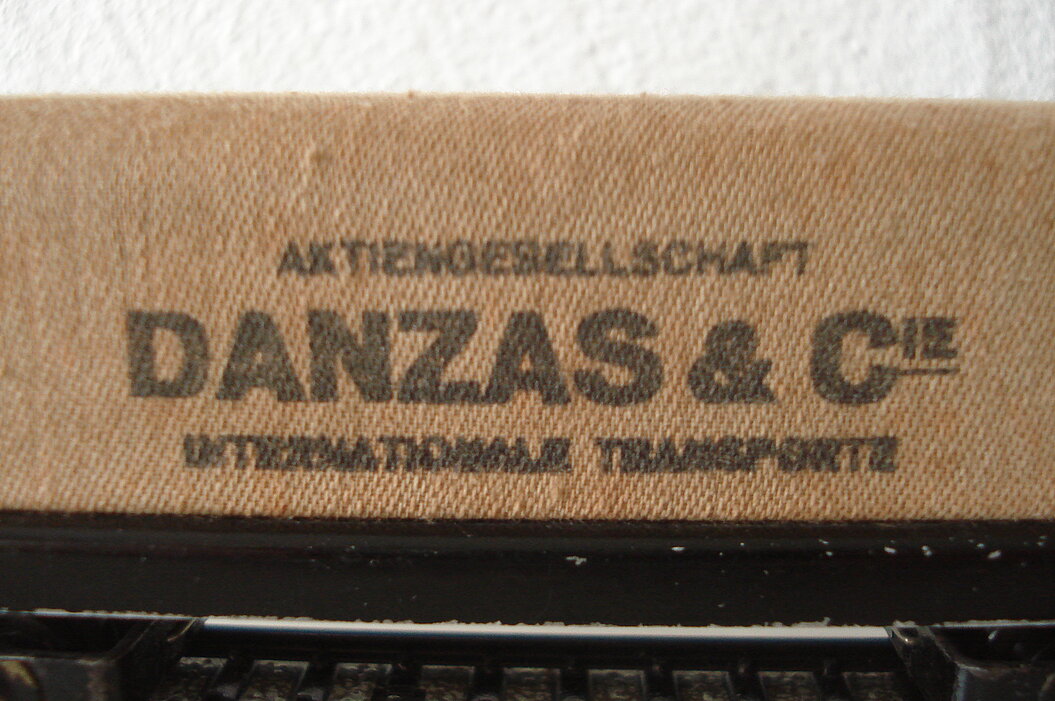 AKTIENGESELLSCHAFT
DANZAS & CIE
INTERNATIONALE TRANSPORTE